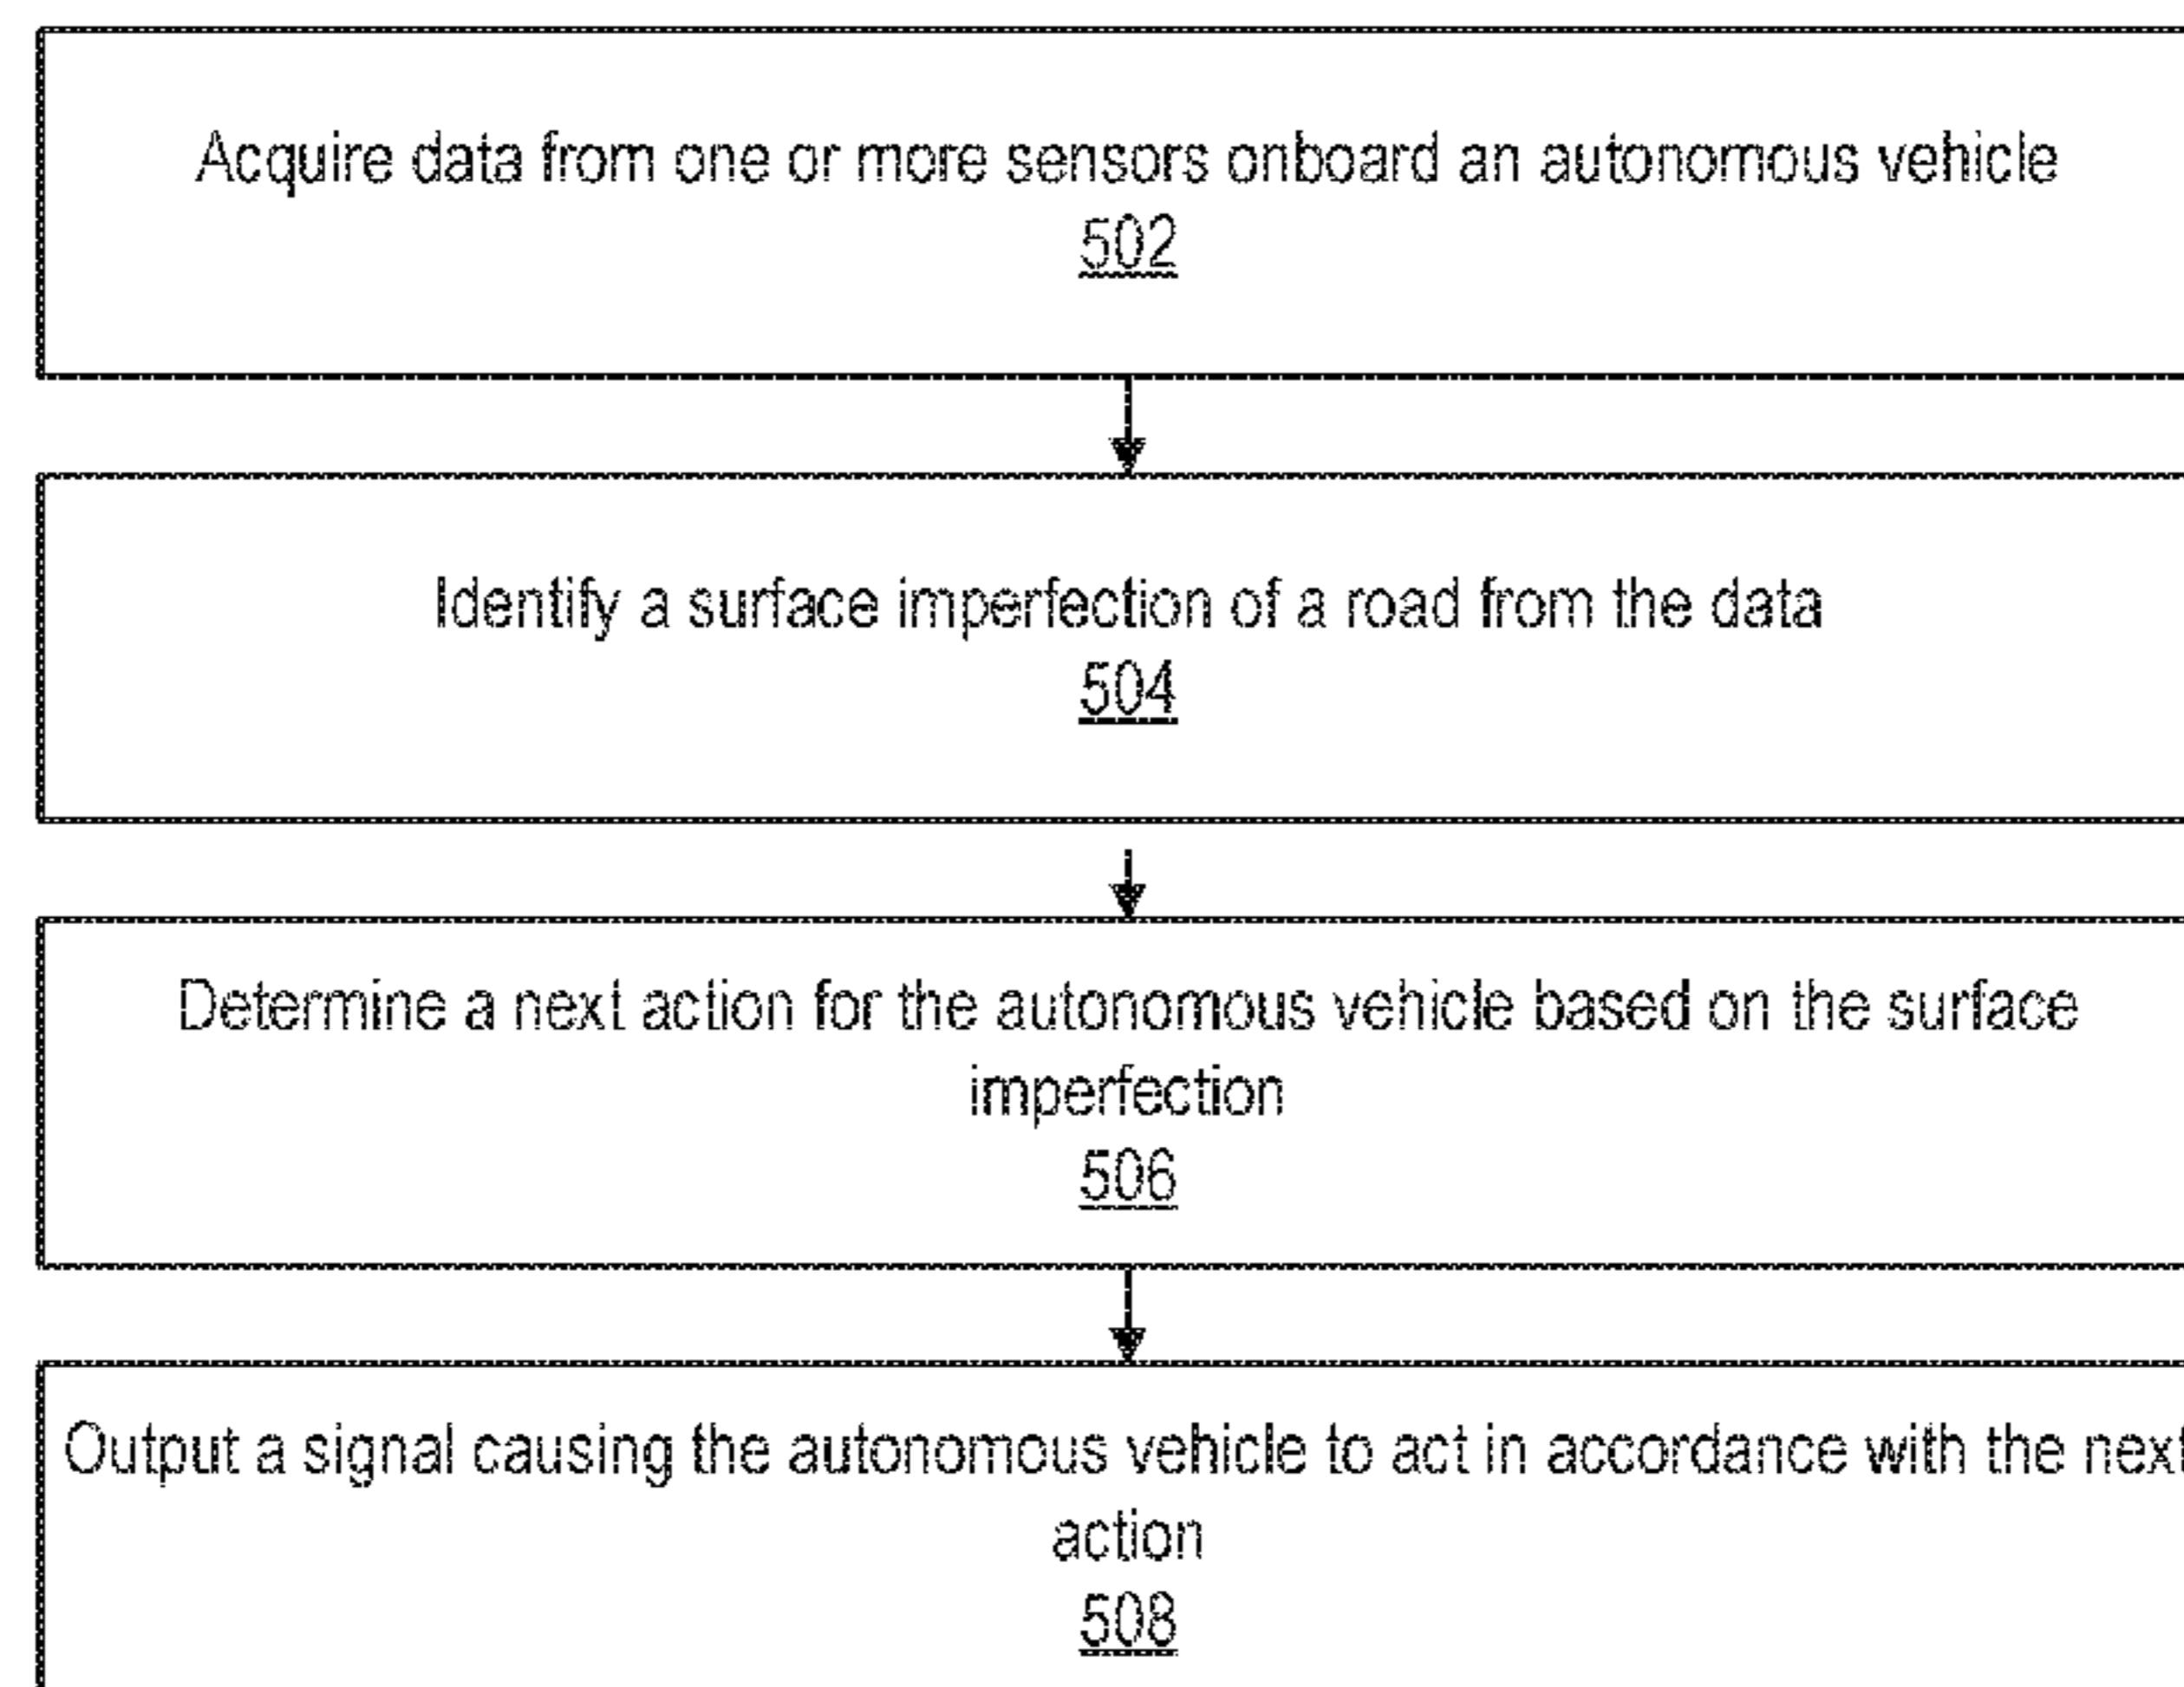 Acquire data from one or more sensors onboard an autonomous vehicle
502
Identify a surface imperfection of a road from the data
504
Determine a next action for the autonomous vehicle based on the surface
imperfection
506
Output a signal causing the autonomous vehicle to act in accordance with the next
action
508